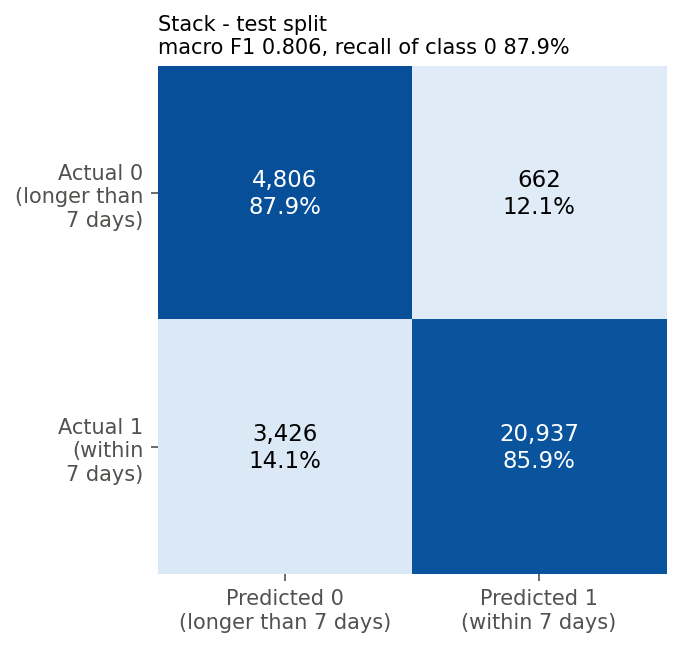 Stack - test split
macro F1 0.806, recall of class 0 87.9%
Actual 0
(longer than
7 days)
4,806
87.9%
662
12.1%
Actual 1
(within
7 days)
3,426
14.1%
20,937
85.9%
Predicted 0
(longer than 7 days)
Predicted 1
(within 7 days)